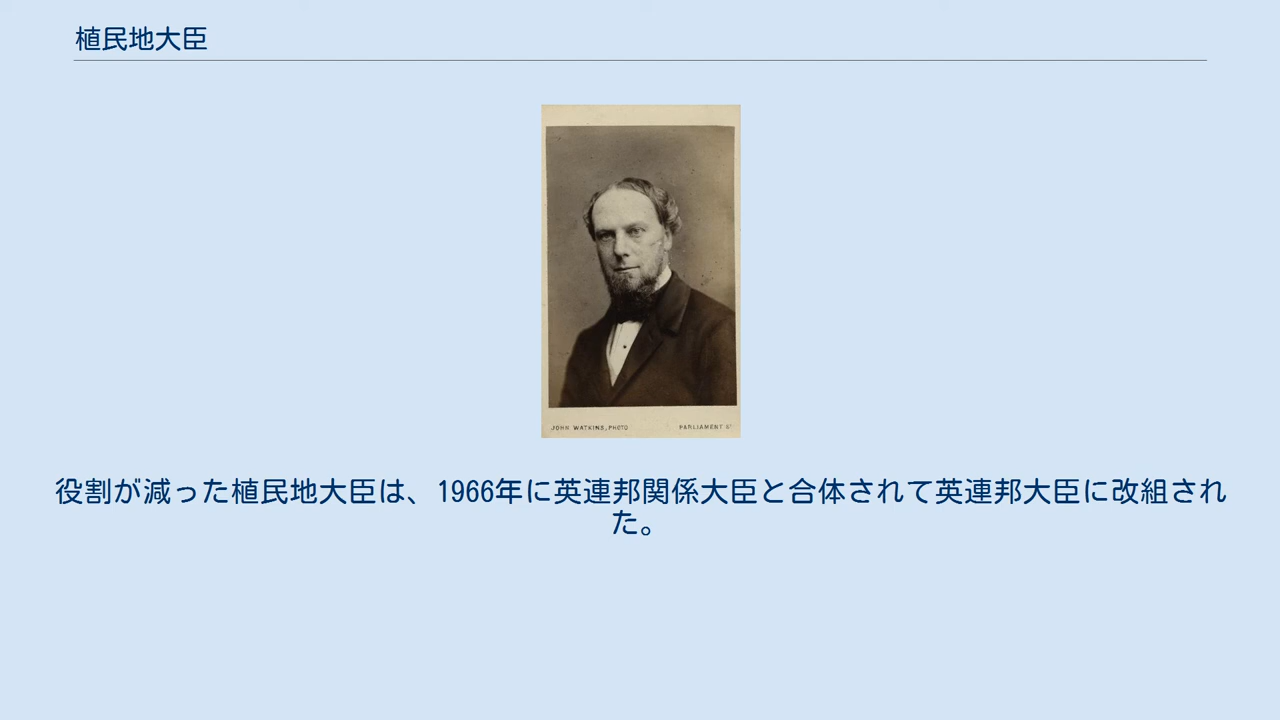 植民地大臣
JOHN WATKINS, PHOTO
PARLIAMENT ST
役割が減った植民地大臣は、1966年に英連邦関係大臣と合体されて英連邦大臣に改組され
た。